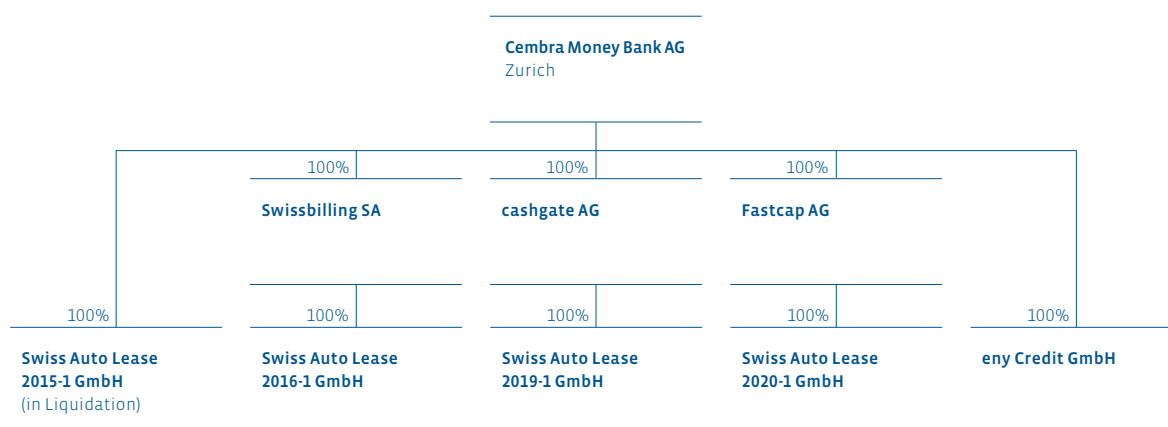 Cembra Money Bank AG
Zurich
100%
100%
100%
Swissbilling SA
cashgate AG
Fastcap AG
100%
100%
100%
100%
100%
Swiss Auto Lease
2015-1 GmbH
(in Liquidation)
Swiss Auto Lease
2016-1 GmbH
Swiss Auto Lease
2019-1 GmbH
Swiss Auto Lease
2020-1 GmbH
eny Credit GmbH